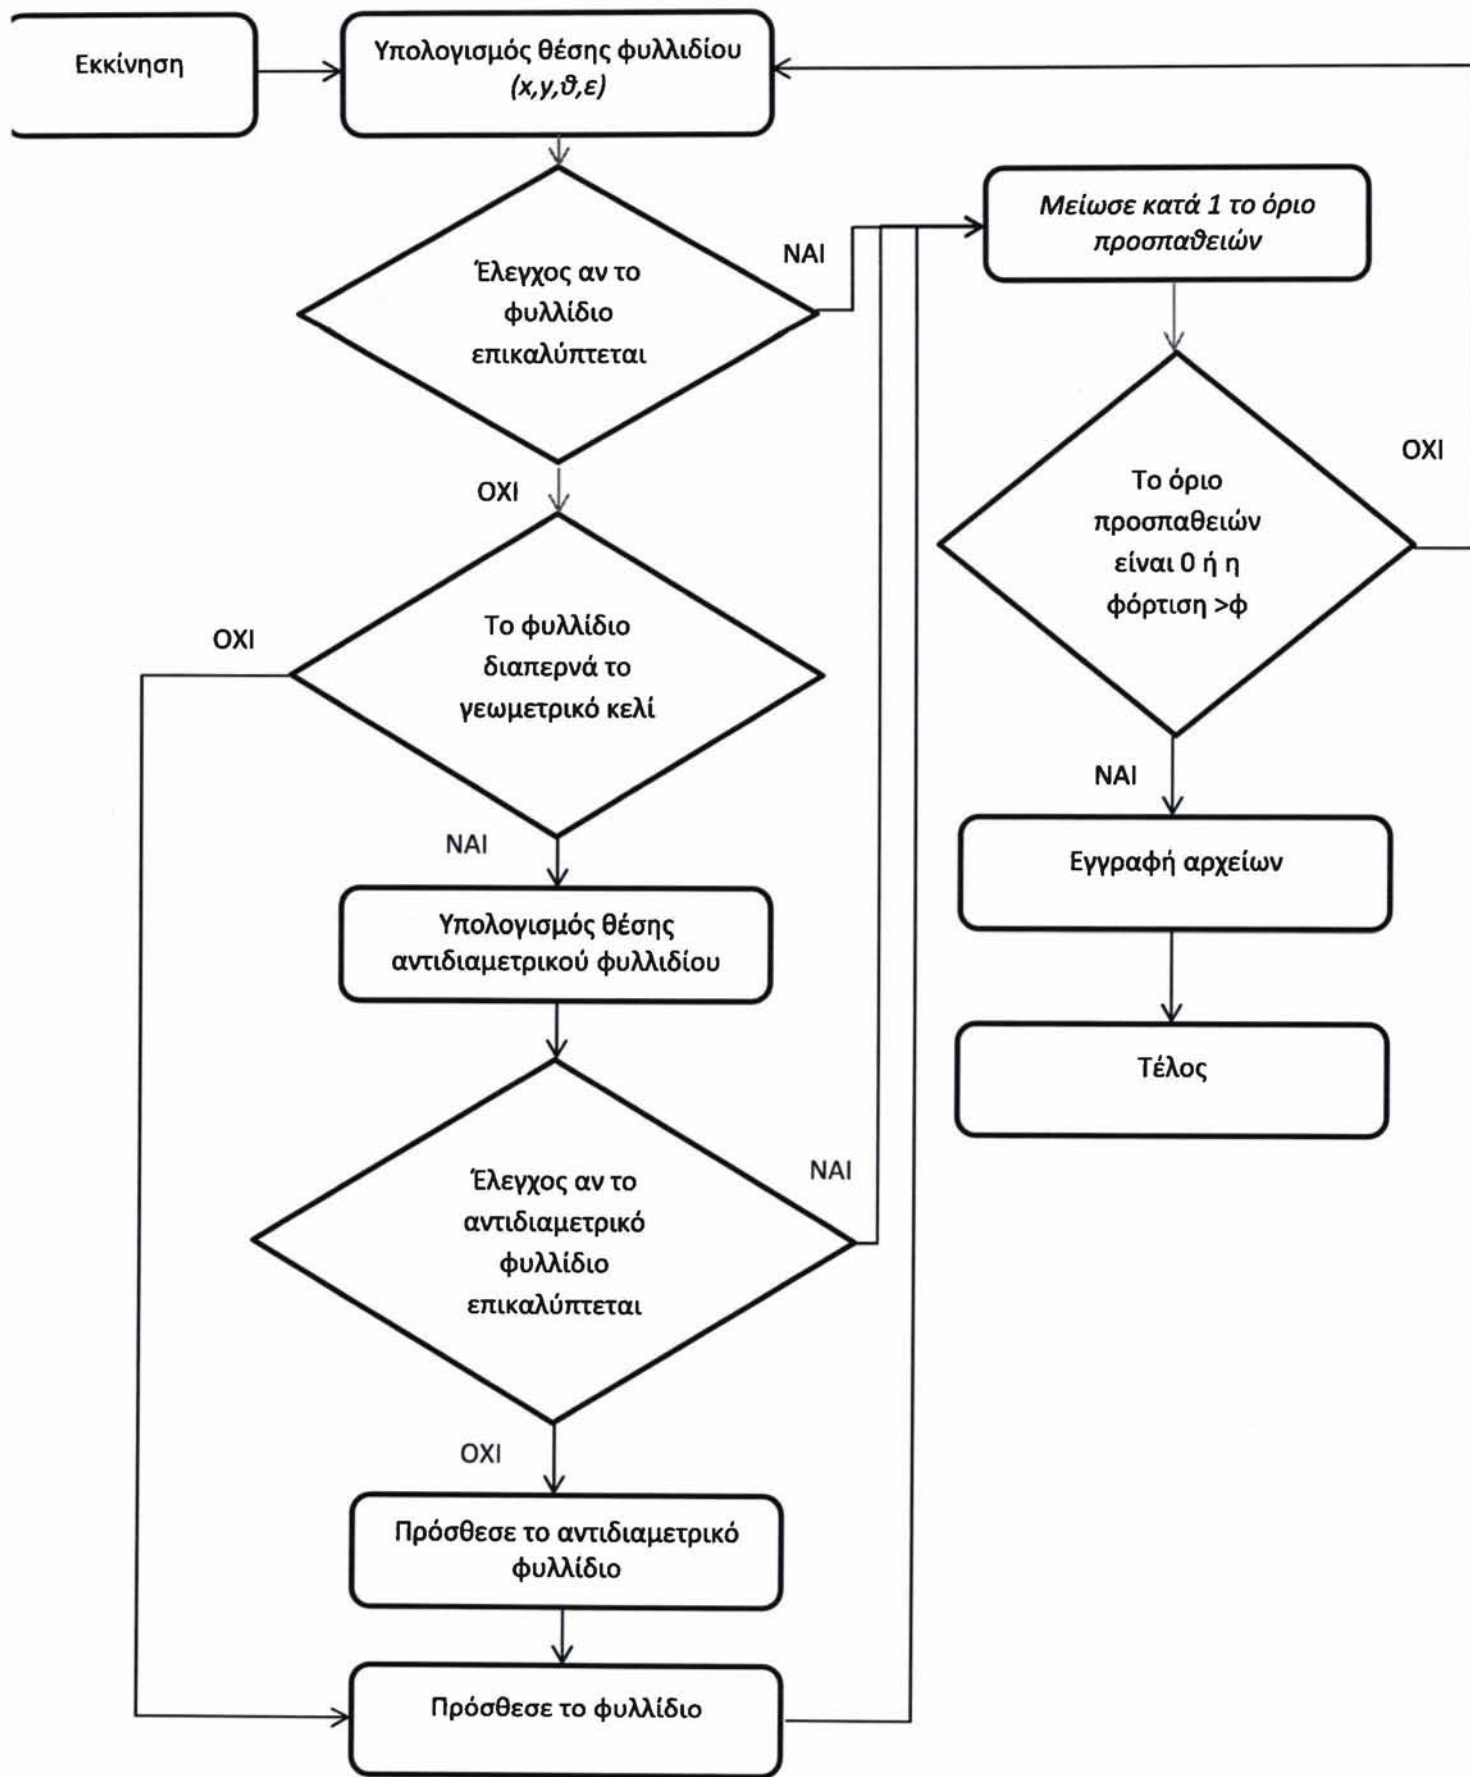 Εκκίνηση
Υπολογισμός θέσης φυλλιδίου
(x,y,ϑ,ε)
Μείωσε κατά 1 το όριο
προσπαθειών
ΝΑΙ
Έλεγχος αν το
φυλλίδιο
επικαλύπτεται
ΟΧΙ
ΟΧΙ
Το όριο
προσπαθειών
είναι 0 ή η
φόρτιση >φ
ΟΧΙ
Το φυλλίδιο
διαπερνά το
γεωμετρικό κελί
ΝΑΙ
ΝΑΙ
Εγγραφή αρχείων
Υπολογισμός θέσης
αντιδιαμετρικού φυλλιδίου
Τέλος
ΝΑΙ
Έλεγχος αν το
αντιδιαμετρικό
φυλλίδιο
επικαλύπτεται
ΟΧΙ
Πρόσθεσε το αντιδιαμετρικό
φυλλίδιο
Πρόσθεσε το φυλλίδιο